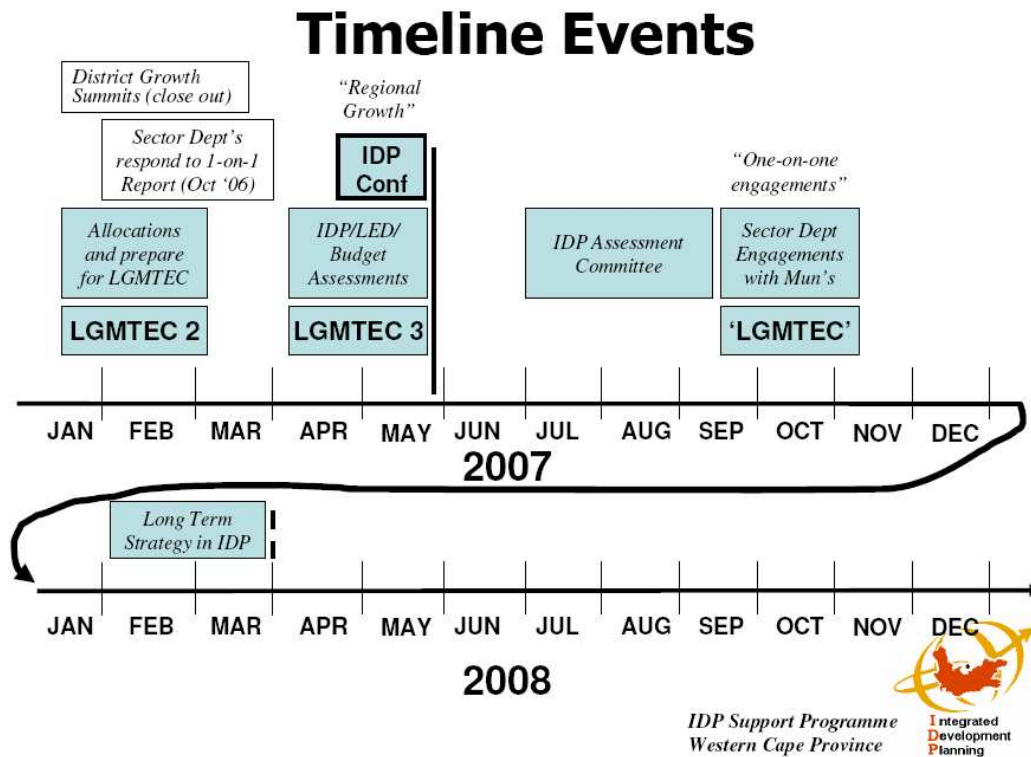 Timeline Events
District Growth
Summits (close out)
Sector Dept's
respond to 1-on-1
Report (Oct ‘06)
“Regional
Growth”
IDP
Conf
“One-on-one
engagements”
Allocations
and prepare
for LGMTEC
IDP/LED/
Budget
Assessments
IDP Assessment
Committee
Sector Dept
Engagements
with Mun's
LGMTEC 2
LGMTEC 3
‘LGMTEC’
JAN FEB MAR APR MAY JUN JUL AUG SEP OCT NOV DEC
2007
Long Term
Strategy in IDP
JAN FEB MAR APR MAY JUN JUL AUG SEP OCT NOV DEC
2008
IDP Support Programme
Western Cape Province
Integrated
Development
Planning